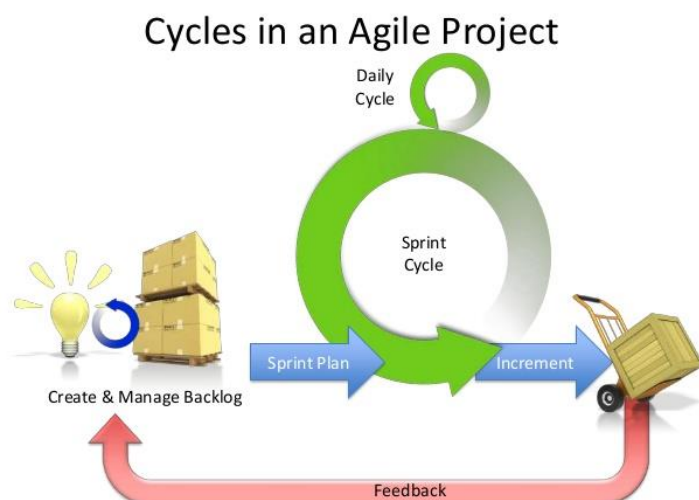 Cycles in an Agile Project
Daily
Cycle
Sprint
Cycle
Sprint Plan
Increment
Create & Manage Backlog
Feedback